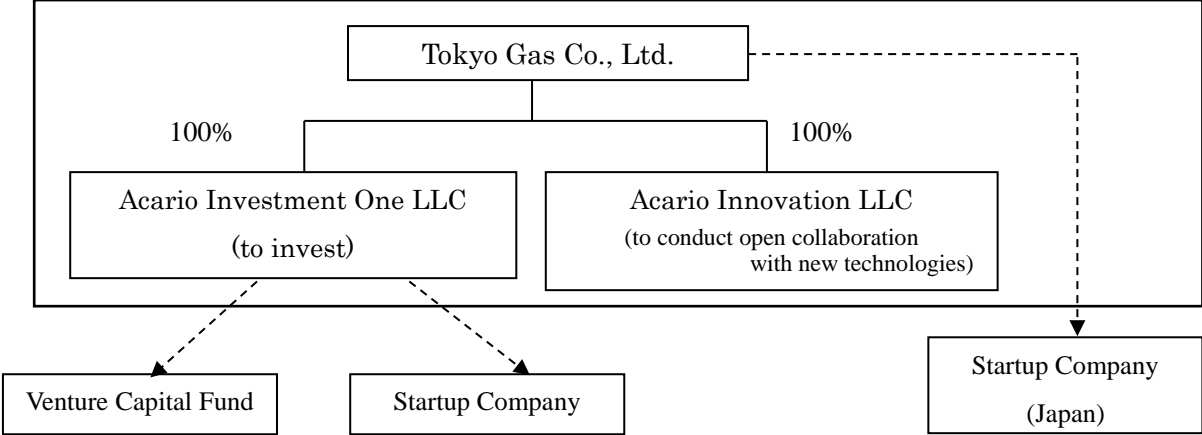 Tokyo Gas Co., Ltd.
100%
100%
Acario Investment One LLC
(to invest)
Acario Innovation LLC
(to conduct open collaboration
with new technologies)
Venture Capital Fund
Startup Company
Startup Company
(Japan)